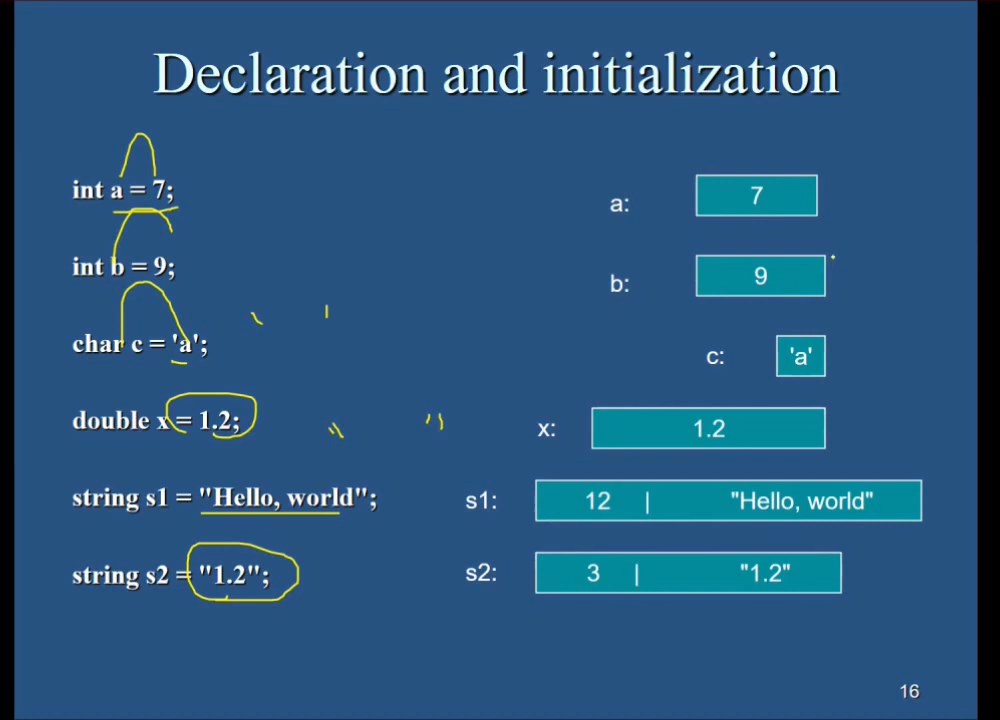 Declaration and initialization
int a = 7;
a: 7
int b = 9;
b: 9
char c = 'a';
c: 'a'
double x = 1.2;
x: 1.2
string s1 = "Hello, world";
s1: 12 | "Hello, world"
string s2 = "1.2";
s2: 3 | "1.2"
16